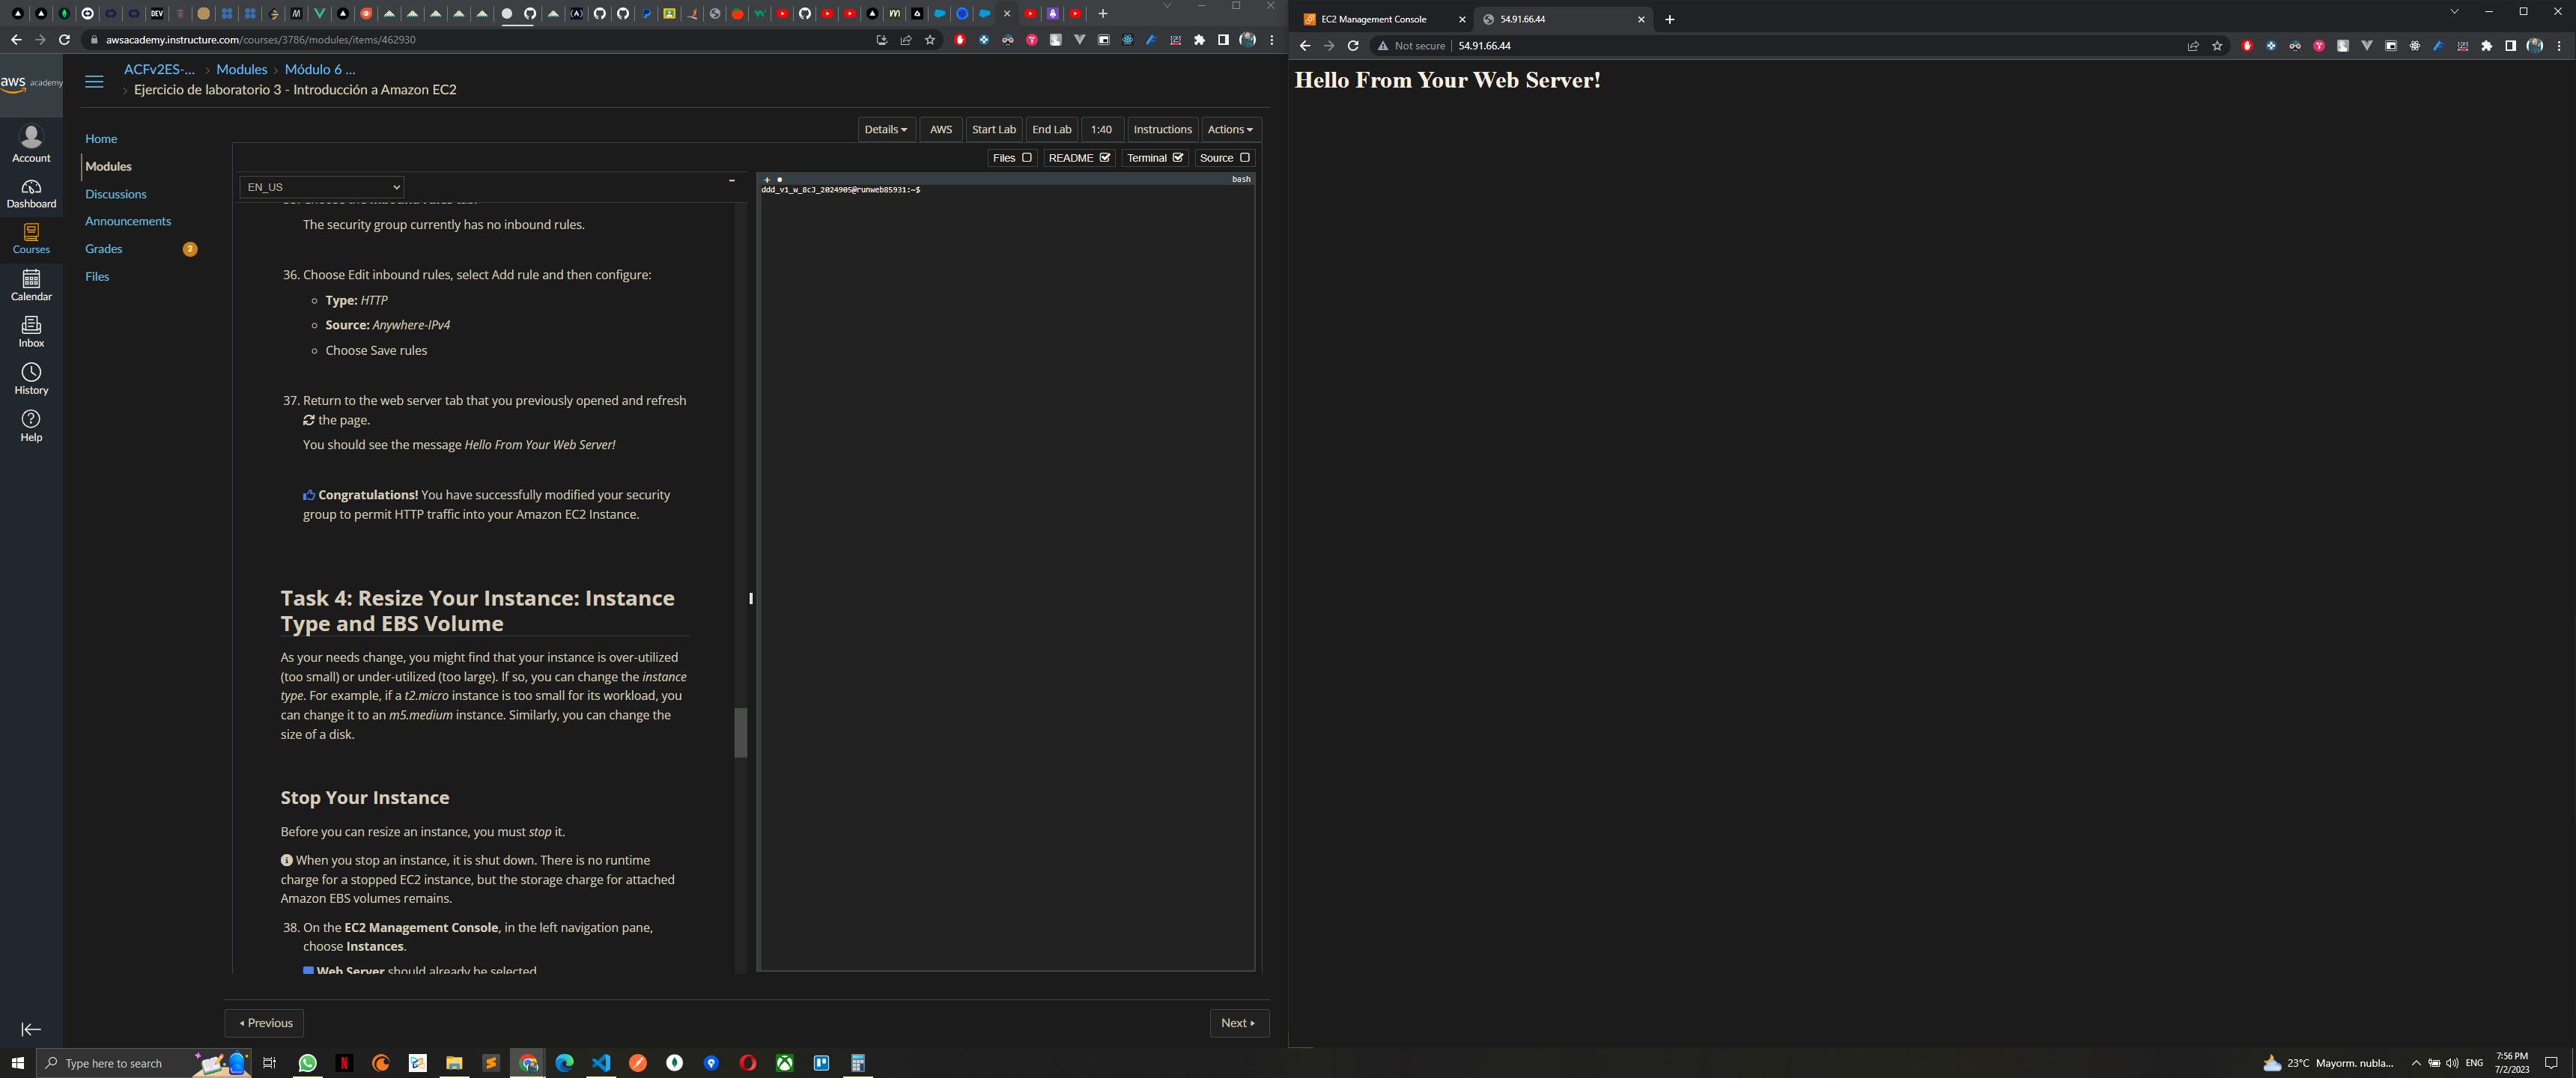 DEV
M
(A)
m
awsacademy.instructure.com/courses/3786/modules/items/462930
aws academy
ACFv2ES-... > Modules > Módulo 6 ...
> Ejercicio de laboratorio 3 - Introducción a Amazon EC2
Account
Dashboard
Courses
Calendar
Inbox
History
Help
Home
Modules
Discussions
Announcements
Grades 2
Files
Details AWS Start Lab End Lab 1:40 Instructions Actions
Files README Terminal Source
EN_US
-
The security group currently has no inbound rules.
36. Choose Edit inbound rules, select Add rule and then configure:
Type: HTTP
Source: Anywhere-IPv4
Choose Save rules
37. Return to the web server tab that you previously opened and refresh
the page.
You should see the message Hello From Your Web Server!
Congratulations! You have successfully modified your security
group to permit HTTP traffic into your Amazon EC2 Instance.
Task 4: Resize Your Instance: Instance
Type and EBS Volume
As your needs change, you might find that your instance is over-utilized
(too small) or under-utilized (too large). If so, you can change the instance
type. For example, if a t2.micro instance is too small for its workload, you
can change it to an m5.medium instance. Similarly, you can change the
size of a disk.
Stop Your Instance
Before you can resize an instance, you must stop it.
When you stop an instance, it is shut down. There is no runtime
charge for a stopped EC2 instance, but the storage charge for attached
Amazon EBS volumes remains.
38. On the EC2 Management Console, in the left navigation pane,
choose Instances.
Web Server should already be selected
bash
ddd_v1_w_8cJ_2024905@runweb85931:~$
Previous
Next
EC2 Management Console
54.91.66.44
Not secure 54.91.66.44
Hello From Your Web Server!
Type here to search
23°C Mayorm. nubla...
ENG
7:56 PM
7/2/2023